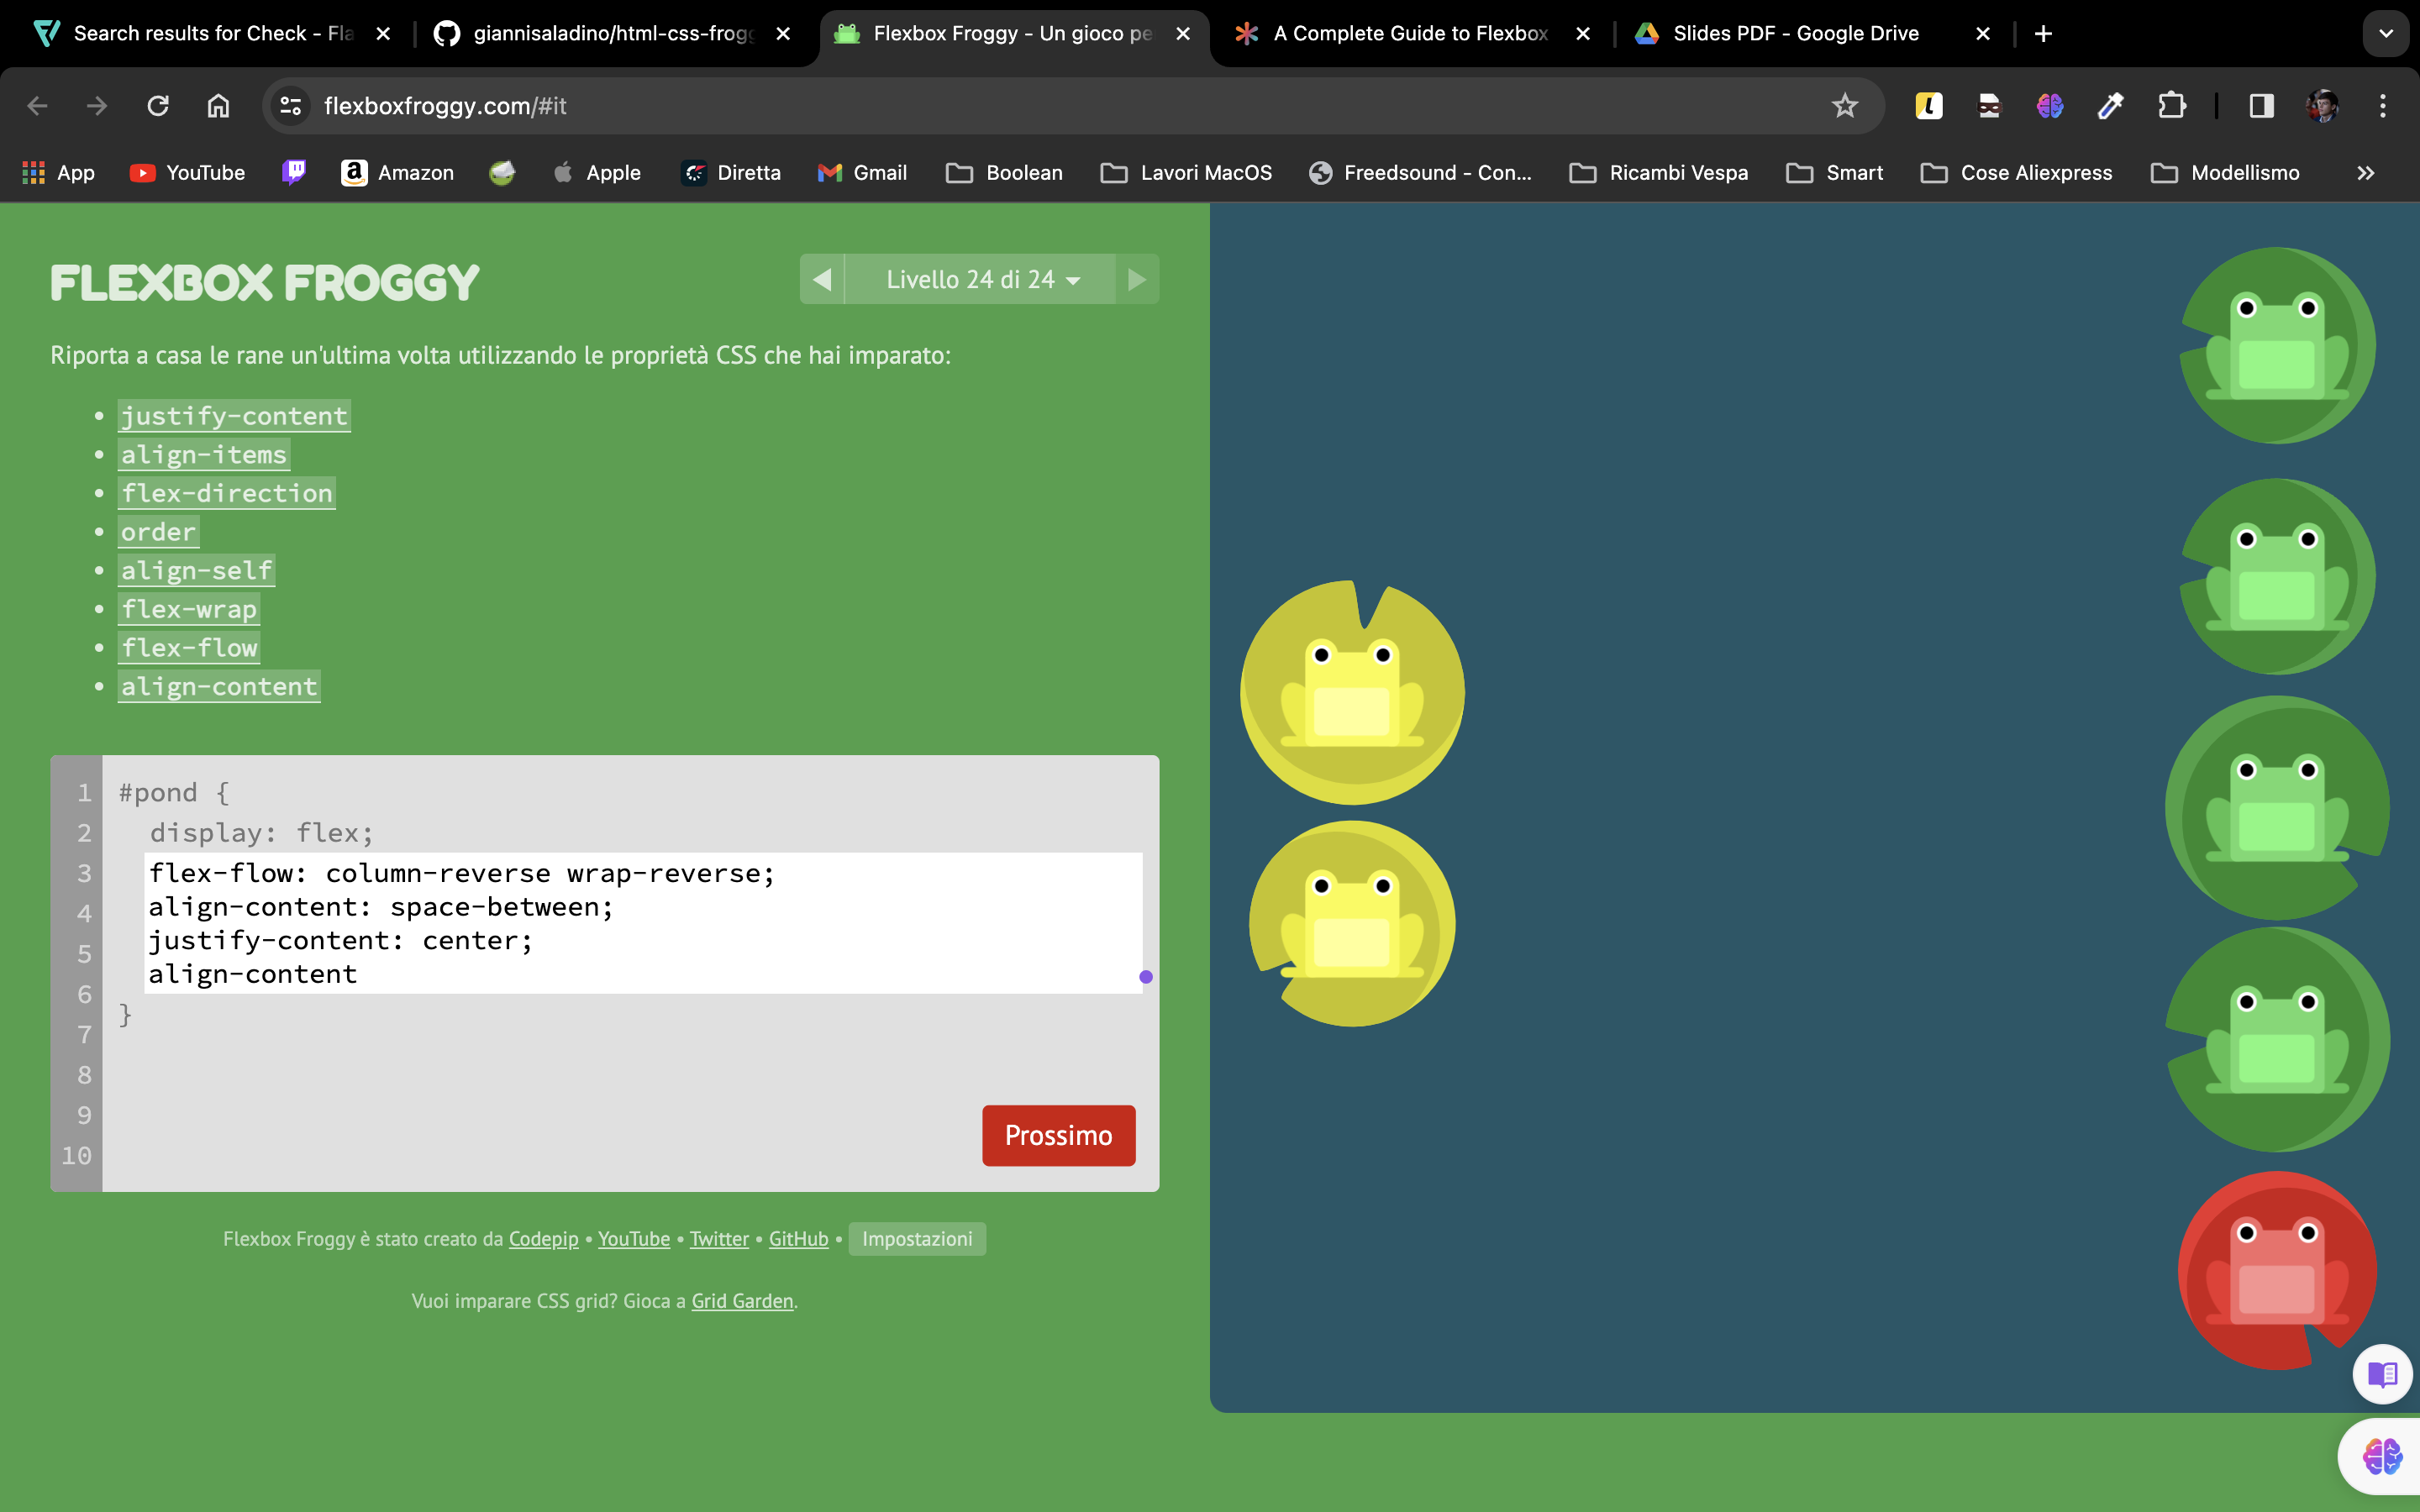 Search results for Check - Fla
giannisaladino/html-css-frogg
Flexbox Froggy - Un gioco pe
A Complete Guide to Flexbox
Slides PDF - Google Drive
flexboxfroggy.com/#it
App
YouTube
Amazon
Apple
Diretta
Gmail
Boolean
Lavori MacOS
Freedsound - Con...
Ricambi Vespa
Smart
Cose Aliexpress
Modellismo
FLEXBOX FROGGY
Livello 24 di 24
Riporta a casa le rane un'ultima volta utilizzando le proprietà CSS che hai imparato:
justify-content
align-items
flex-direction
order
align-self
flex-wrap
flex-flow
align-content
1 #pond {
2 display: flex;
3 flex-flow: column-reverse wrap-reverse;
4 align-content: space-between;
5 justify-content: center;
6 align-content
7 }
8
9
10
Prossimo
Flexbox Froggy è stato creato da Codepip • YouTube • Twitter • GitHub • Impostazioni
Vuoi imparare CSS grid? Gioca a Grid Garden.